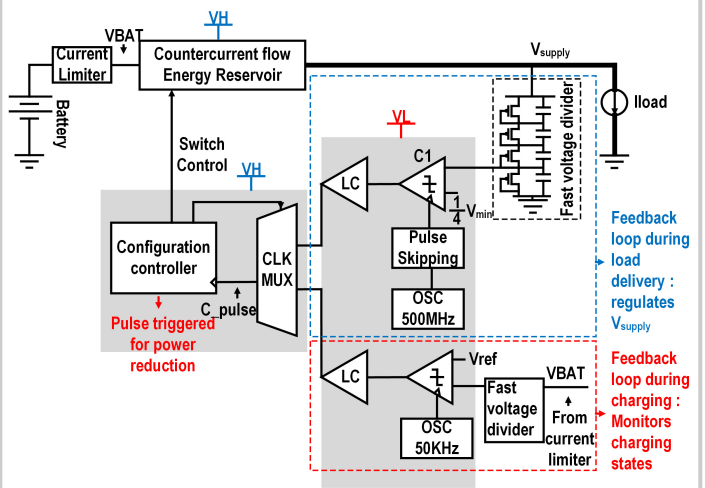 VH
VBAT
Current
Limiter
Countercurrent flow
Energy Reservoir
Vsupply
Battery
Iload
Fast voltage divider
Switch
Control
VL
VH
C1
LC
1/4 Vmin
Configuration
controller
CLK
MUX
C_pulse
Pulse
Skipping
OSC
500MHz
Feedback
loop during
load
delivery :
regulates
Vsupply
Pulse triggered
for power
reduction
LC
Vref
VBAT
Fast
voltage
divider
From
current
limiter
OSC
50KHz
Feedback
loop during
charging :
Monitors
charging
states